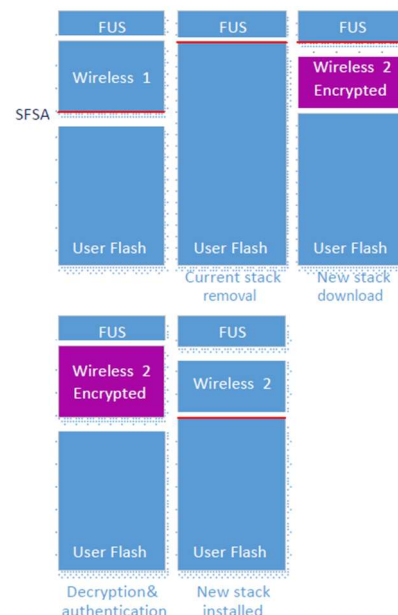 FUS
Wireless 1
SFSA
User Flash
FUS
User Flash
Current stack
removal
FUS
Wireless 2
Encrypted
User Flash
New stack
download
FUS
Wireless 2
Encrypted
User Flash
Decryption&
authentication
FUS
Wireless 2
User Flash
New stack
installed